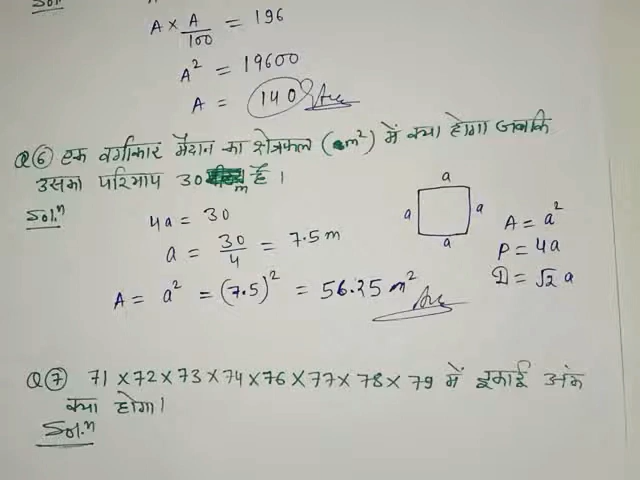 Sol.
A × A/100 = 196
A² = 19600
A = 140 Ans
Q⑥ एक वर्गाकार मैदान का क्षेत्रफल (m²) में क्या होगा जबकि
उसका परिमाप 30 m है।
Sol.ⁿ
4a = 30
a = 30/4 = 7.5 m
A = a² = (7.5)² = 56.25 m² Ans
a
a a
a
A = a²
P = 4a
D = √2 a
Q⑦ 71 × 72 × 73 × 74 × 76 × 77 × 78 × 79 में इकाई अंक
क्या होगा।
Sol.ⁿ